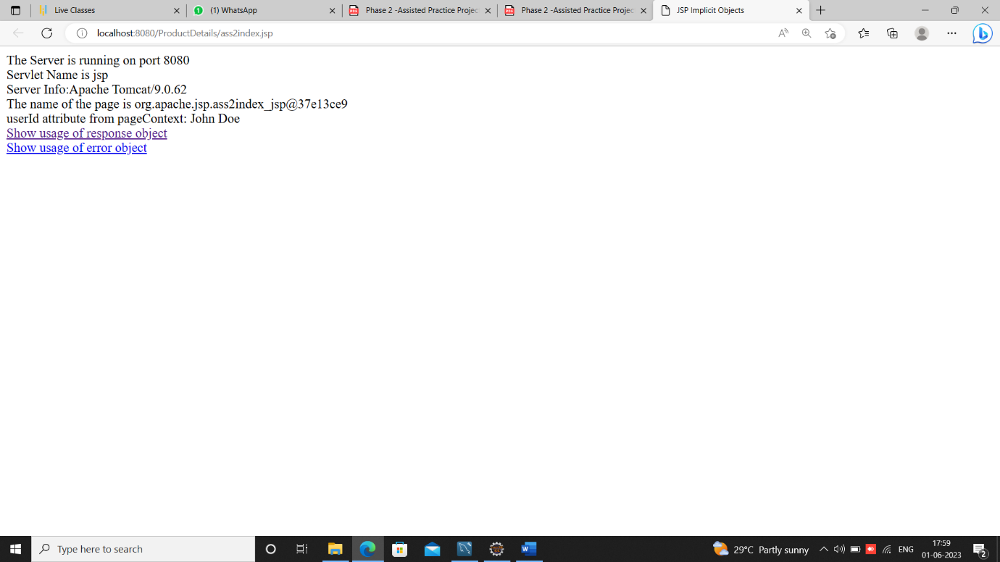 Live Classes
(1) WhatsApp
Phase 2 -Assisted Practice Projec
Phase 2 -Assisted Practice Projec
JSP Implicit Objects
localhost:8080/ProductDetails/ass2index.jsp
The Server is running on port 8080
Servlet Name is jsp
Server Info:Apache Tomcat/9.0.62
The name of the page is org.apache.jsp.ass2index_jsp@37e13ce9
userId attribute from pageContext: John Doe
Show usage of response object
Show usage of error object
Type here to search
29°C Partly sunny
ENG
17:59
01-06-2023
2